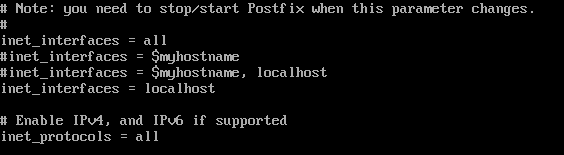 # Note: you need to stop/start Postfix when this parameter changes.
#
inet_interfaces = all
#inet_interfaces = $myhostname
#inet_interfaces = $myhostname, localhost
inet_interfaces = localhost
# Enable IPv4, and IPv6 if supported
inet_protocols = all